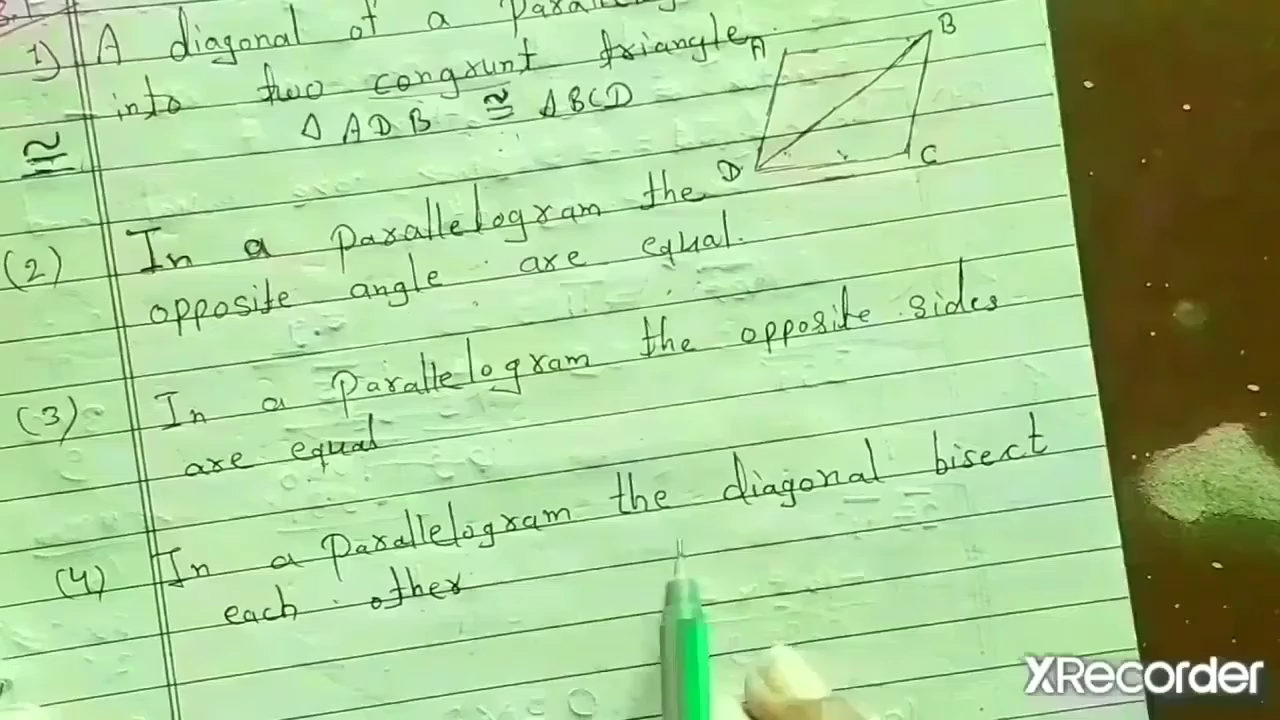 1) A diagonal of a
into two congrunt triangle.
△ ADB ≅ △BCD
≅
A
B
D
C
(2) In a parallelogram the
opposite angle are equal.
(3) In a parallelogram the opposite sides
are equal
(4) In a parallelogram the diagonal bisect
each other
XRecorder